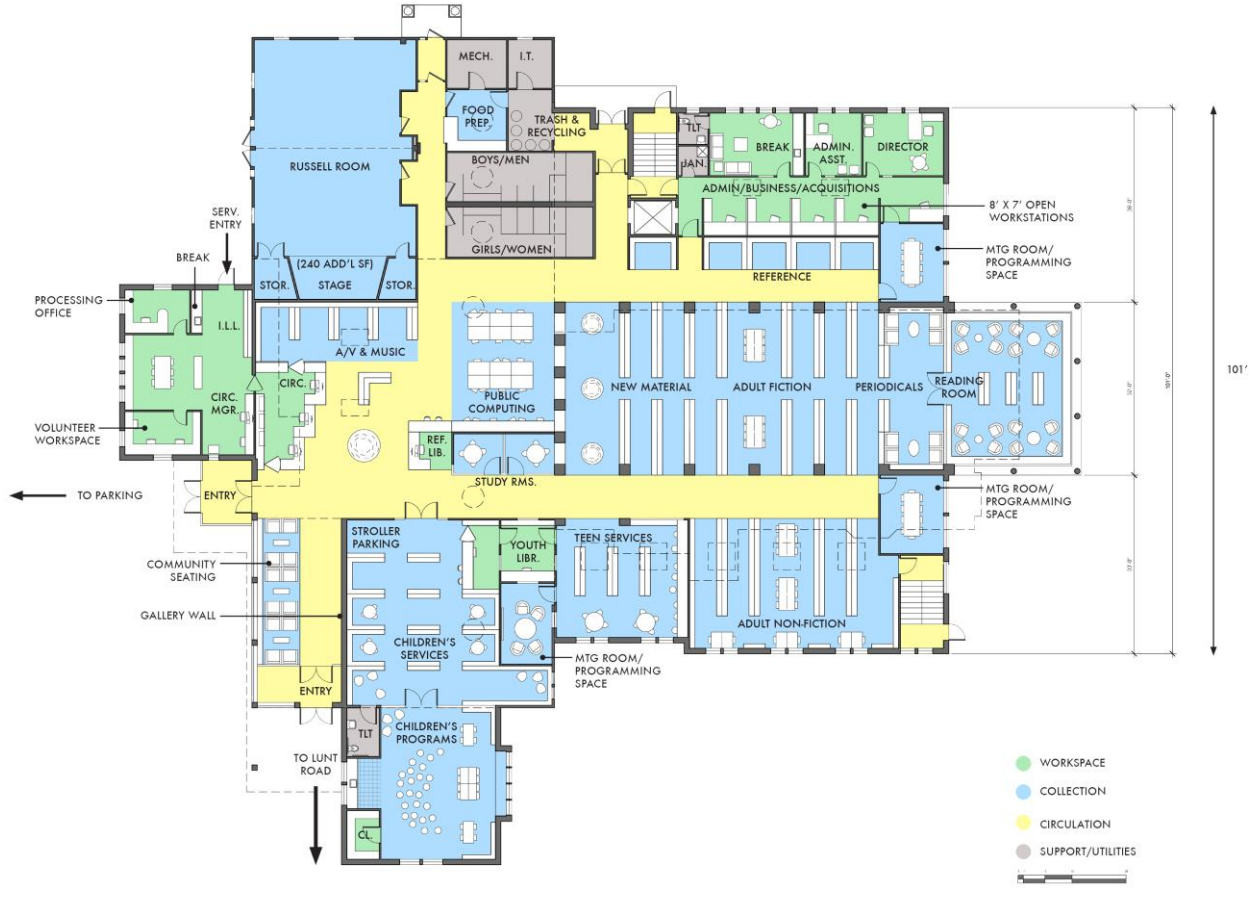 MECH.
I.T.
FOOD
PREP.
TRASH &
RECYCLING
RUSSELL ROOM
BOYS/MEN
GIRLS/WOMEN
TLT
JAN.
BREAK
ADMIN.
ASST.
DIRECTOR
ADMIN/BUSINESS/ACQUISITIONS
8' X 7' OPEN
WORKSTATIONS
SERV.
ENTRY
BREAK
(240 ADD'L SF)
STOR.
STAGE
STOR.
REFERENCE
MTG ROOM/
PROGRAMMING
SPACE
PROCESSING
OFFICE
I.L.L.
A/V & MUSIC
CIRC.
CIRC.
MGR.
VOLUNTEER
WORKSPACE
PUBLIC
COMPUTING
NEW MATERIAL
ADULT FICTION
PERIODICALS
READING
ROOM
101'-0"
101'
REF.
LIB.
STUDY RMS.
TO PARKING
ENTRY
MTG ROOM/
PROGRAMMING
SPACE
STROLLER
PARKING
YOUTH
LIBR.
TEEN SERVICES
COMMUNITY
SEATING
GALLERY WALL
CHILDREN'S
SERVICES
ADULT NON-FICTION
MTG ROOM/
PROGRAMMING
SPACE
ENTRY
TLT
CHILDREN'S
PROGRAMS
TO LUNT
ROAD
CL.
WORKSPACE
COLLECTION
CIRCULATION
SUPPORT/UTILITIES